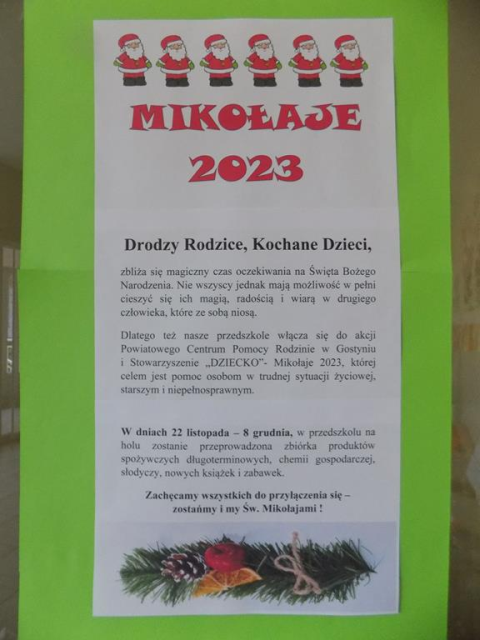 MIKOŁAJE
2023
Drodzy Rodzice, Kochane Dzieci,
zbliża się magiczny czas oczekiwania na Święta Bożego
Narodzenia. Nie wszyscy jednak mają możliwość w pełni
cieszyć się ich magią, radością i wiarą w drugiego
człowieka, które ze sobą niosą.
Dlatego też nasze przedszkole włącza się do akcji
Powiatowego Centrum Pomocy Rodzinie w Gostyniu
i Stowarzyszenie „DZIECKO”- Mikołaje 2023, której
celem jest pomoc osobom w trudnej sytuacji życiowej,
starszym i niepełnosprawnym.
W dniach 22 listopada – 8 grudnia, w przedszkolu na
holu zostanie przeprowadzona zbiórka produktów
spożywczych długoterminowych, chemii gospodarczej,
słodyczy, nowych książek i zabawek.
Zachęcamy wszystkich do przyłączenia się –
zostańmy i my Św. Mikołajami !